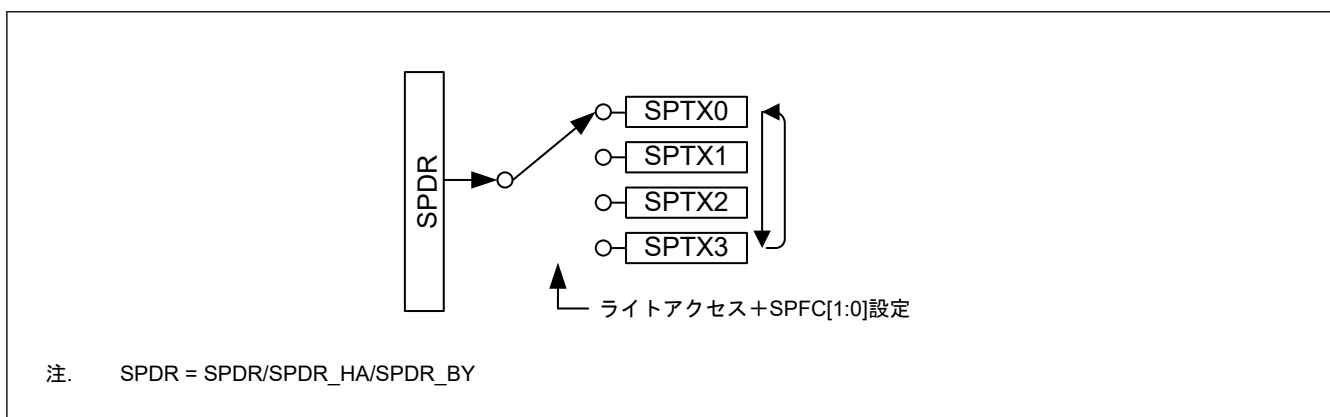 SPDR
SPTX0
SPTX1
SPTX2
SPTX3
ライトアクセス＋SPFC[1:0]設定
注. SPDR = SPDR/SPDR_HA/SPDR_BY